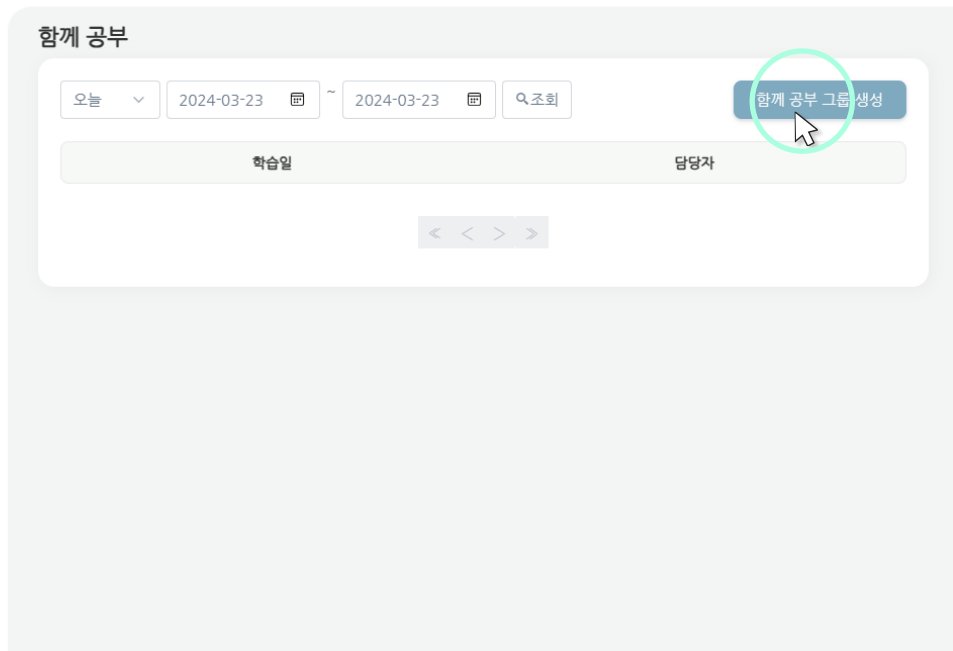 함께 공부
오늘 2024-03-23 ~ 2024-03-23 조회 함께 공부 그룹 생성
학습일 담당자